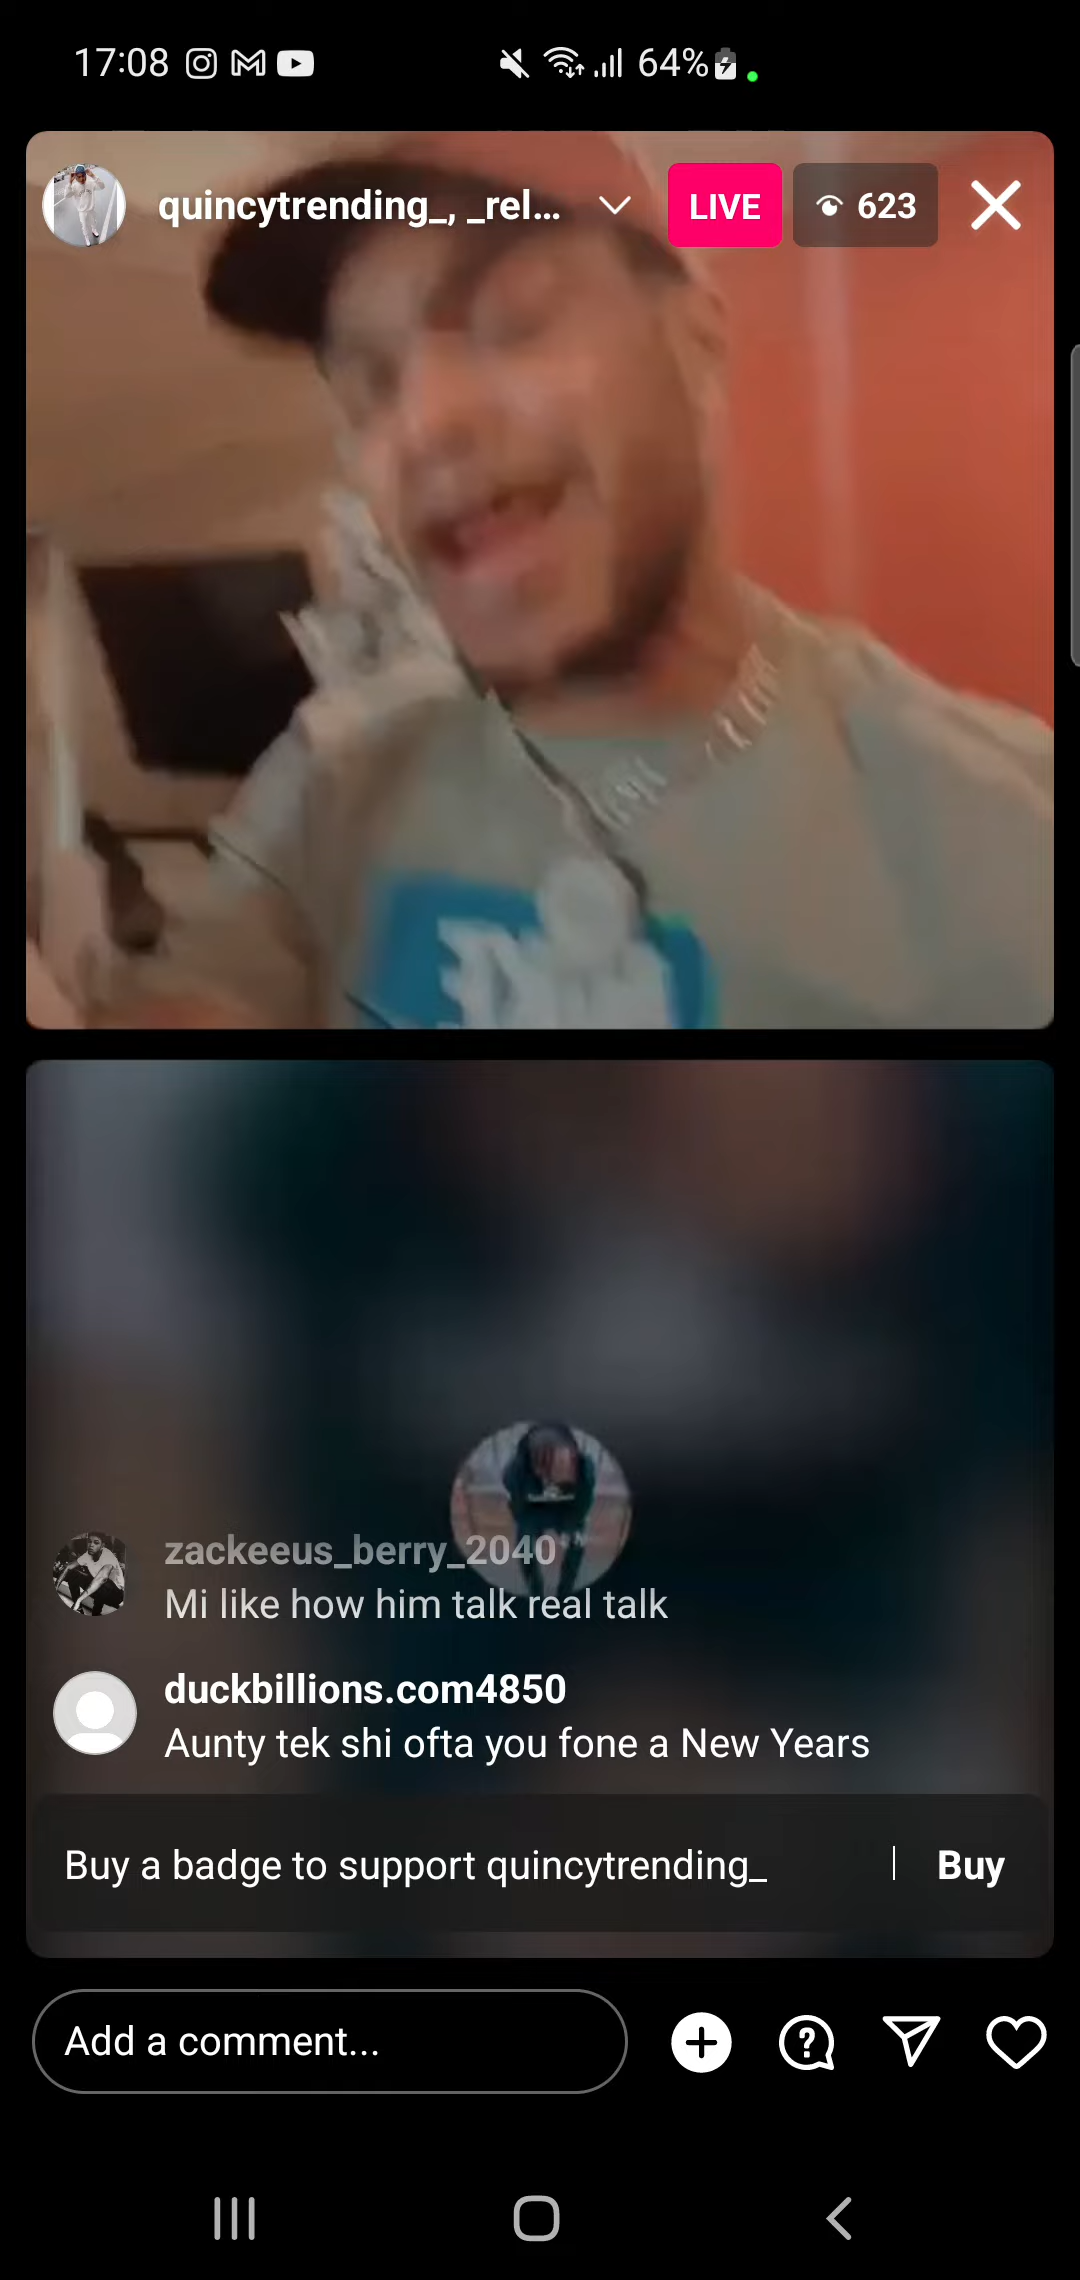 17:08
64%
quincytrending_, _rel...
LIVE
623
zackeeus_berry_2040
Mi like how him talk real talk
duckbillions.com4850
Aunty tek shi ofta you fone a New Years
Buy a badge to support quincytrending_
Buy
Add a comment...